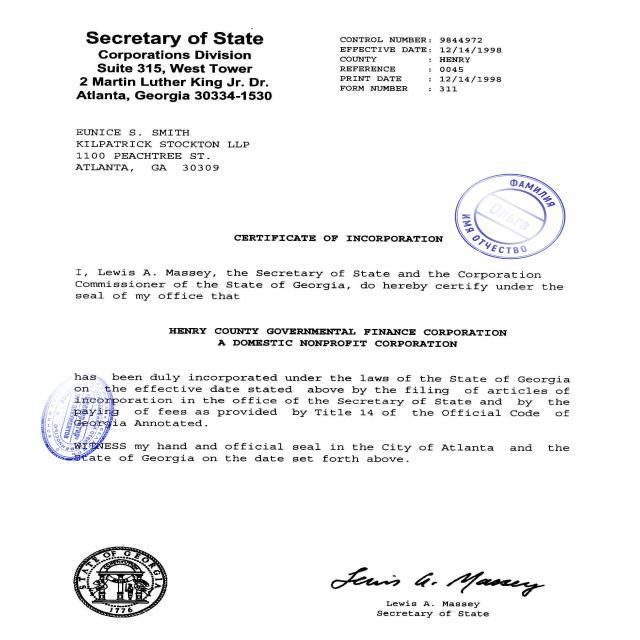 Secretary of State
Corporations Division
Suite 315, West Tower
2 Martin Luther King Jr. Dr.
Atlanta, Georgia 30334-1530
CONTROL NUMBER: 9844972
EFFECTIVE DATE: 12/14/1998
COUNTY : HENRY
REFERENCE : 0045
PRINT DATE : 12/14/1998
FORM NUMBER : 311
EUNICE S. SMITH
KILPATRICK STOCKTON LLP
1100 PEACHTREE ST.
ATLANTA, GA 30309
ФАМИЛИЯ
Ольга
ИМЯ ОТЧЕСТВО
CERTIFICATE OF INCORPORATION
I, Lewis A. Massey, the Secretary of State and the Corporation
Commissioner of the State of Georgia, do hereby certify under the
seal of my office that
HENRY COUNTY GOVERNMENTAL FINANCE CORPORATION
A DOMESTIC NONPROFIT CORPORATION
has been duly incorporated under the laws of the State of Georgia
on the effective date stated above by the filing of articles of
incorporation in the office of the Secretary of State and by the
paying of fees as provided by Title 14 of the Official Code of
Georgia Annotated.
WITNESS my hand and official seal in the City of Atlanta and the
State of Georgia on the date set forth above.
STATE OF GEORGIA
1776
Lewis A. Massey
Lewis A. Massey
Secretary of State